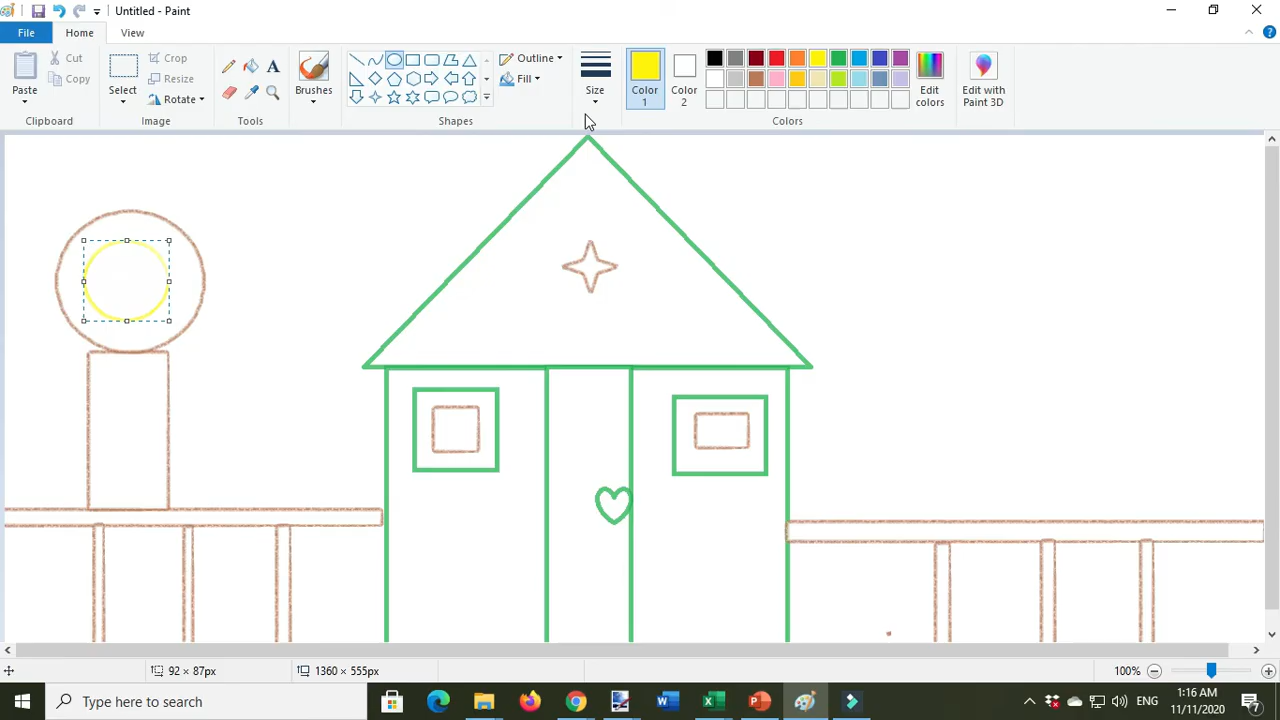 Untitled - Paint
File Home View
Paste
Cut
Copy
Clipboard
Select
Crop
Resize
Rotate
Image
Tools
Brushes
Outline
Fill
Shapes
Size
Color 1
Color 2
Edit colors
Colors
Edit with Paint 3D
92 × 87px
1360 × 555px
100%
Type here to search
ENG
1:16 AM
11/11/2020
7